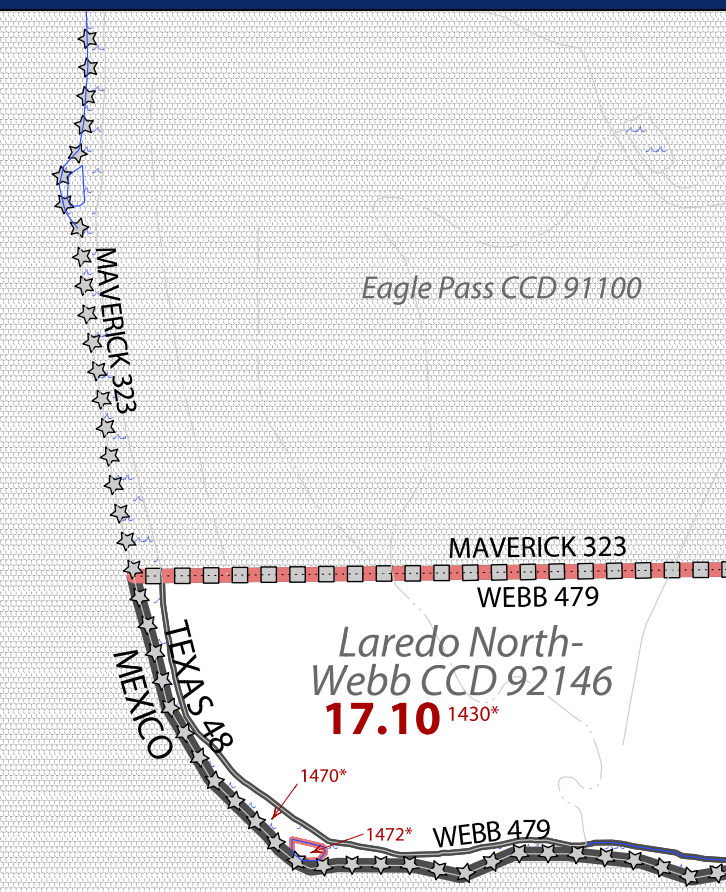 MAVERICK 323
Eagle Pass CCD 91100
MAVERICK 323
WEBB 479
Laredo North-
Webb CCD 92146
17.10 1430*
TEXAS 48
MEXICO
1470*
1472*
WEBB 479